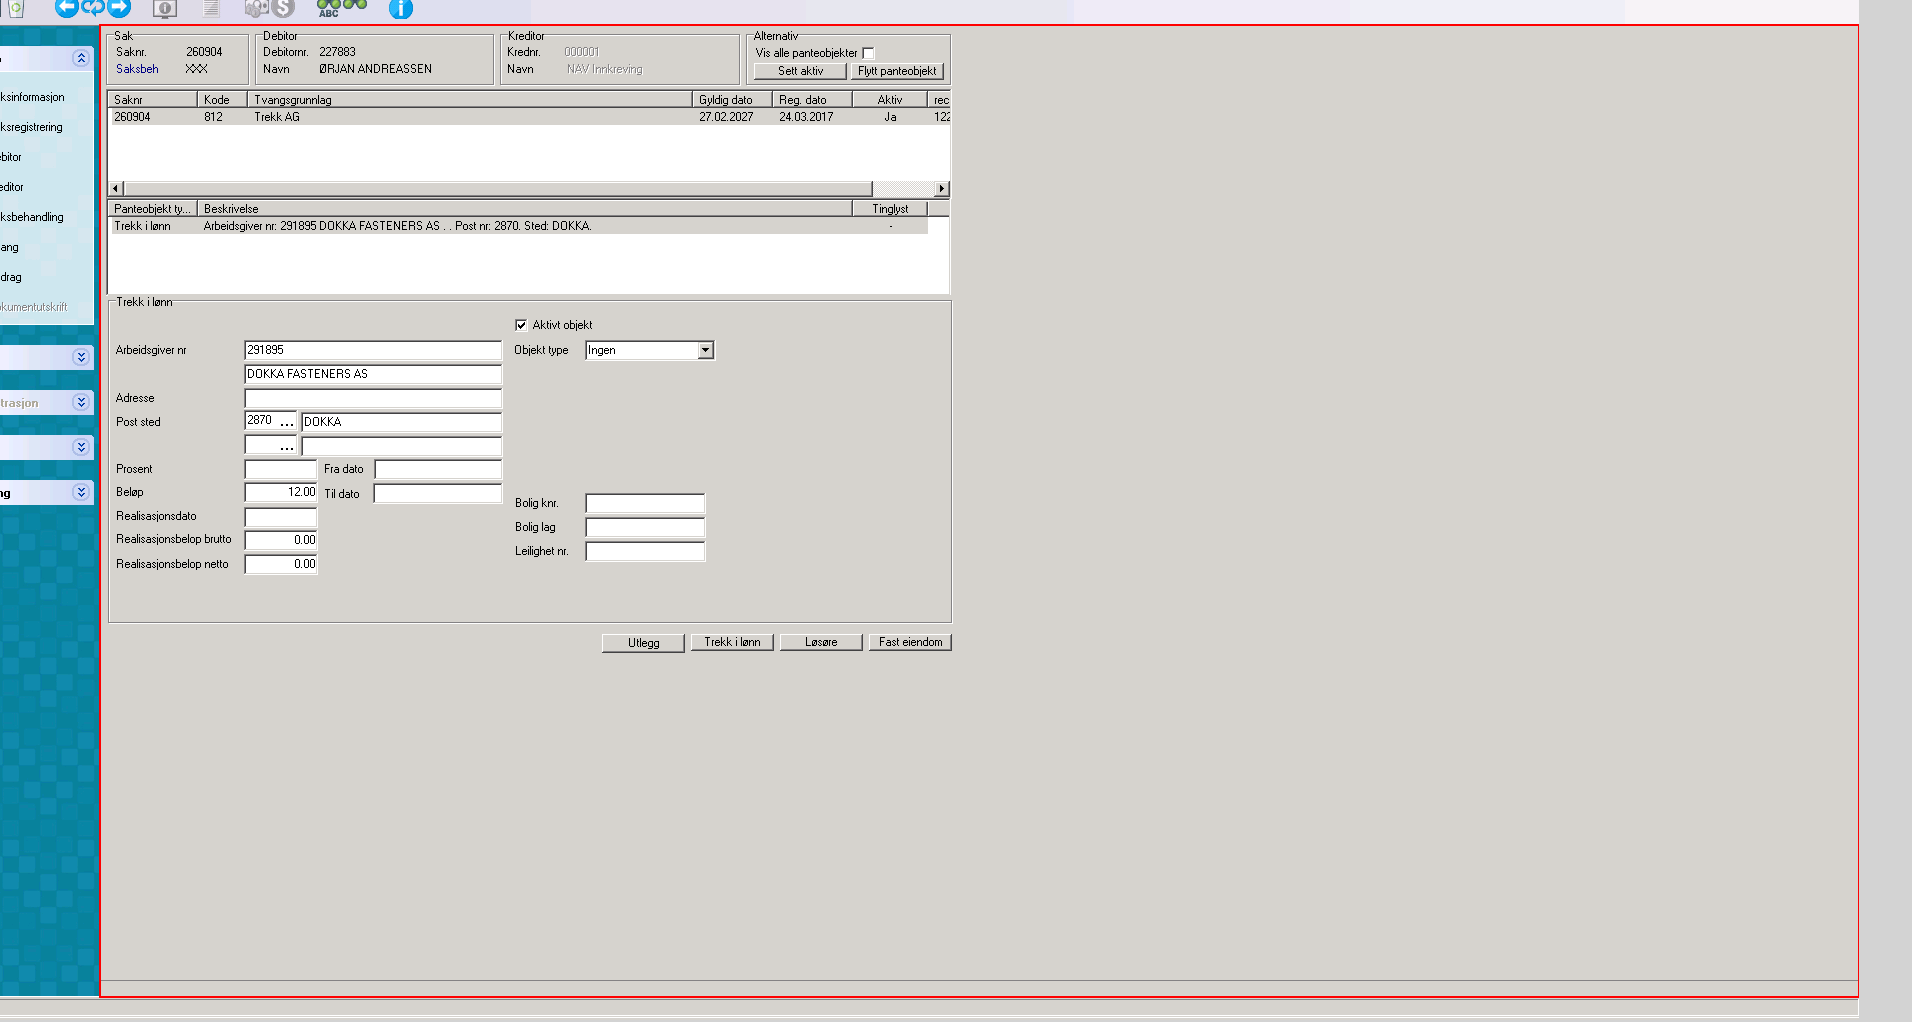 ABC
Sak
Saknr. 260904
Saksbeh XXX
Debitor
Debitornr. 227883
Navn ØRJAN ANDREASSEN
Kreditor
Krednr. 000001
Navn NAV Innkreving
Alternativ
Vis alle panteobjekter
Sett aktiv Flytt panteobjekt
ksinformasjon
ksregistrering
ebitor
editor
ksbehandling
ang
drag
okumentutskrift
trasjon
ng
Saknr Kode Tvangsgrunnlag Gyldig dato Reg. dato Aktiv rec
260904 812 Trekk AG 27.02.2027 24.03.2017 Ja 122
Panteobjekt ty... Beskrivelse Tinglyst
Trekk i lønn Arbeidsgiver nr: 291895 DOKKA FASTENERS AS . . Post nr: 2870. Sted: DOKKA. -
Trekk i lønn
Aktivt objekt
Arbeidsgiver nr 291895 Objekt type Ingen
DOKKA FASTENERS AS
Adresse
Post sted 2870 ... DOKKA
...
Prosent Fra dato
Beløp 12.00 Til dato
Bolig knr.
Realisasjonsdato
Bolig lag
Realisasjonsbelop brutto 0.00
Leilighet nr.
Realisasjonsbelop netto 0.00
Utlegg Trekk i lønn Løsøre Fast eiendom